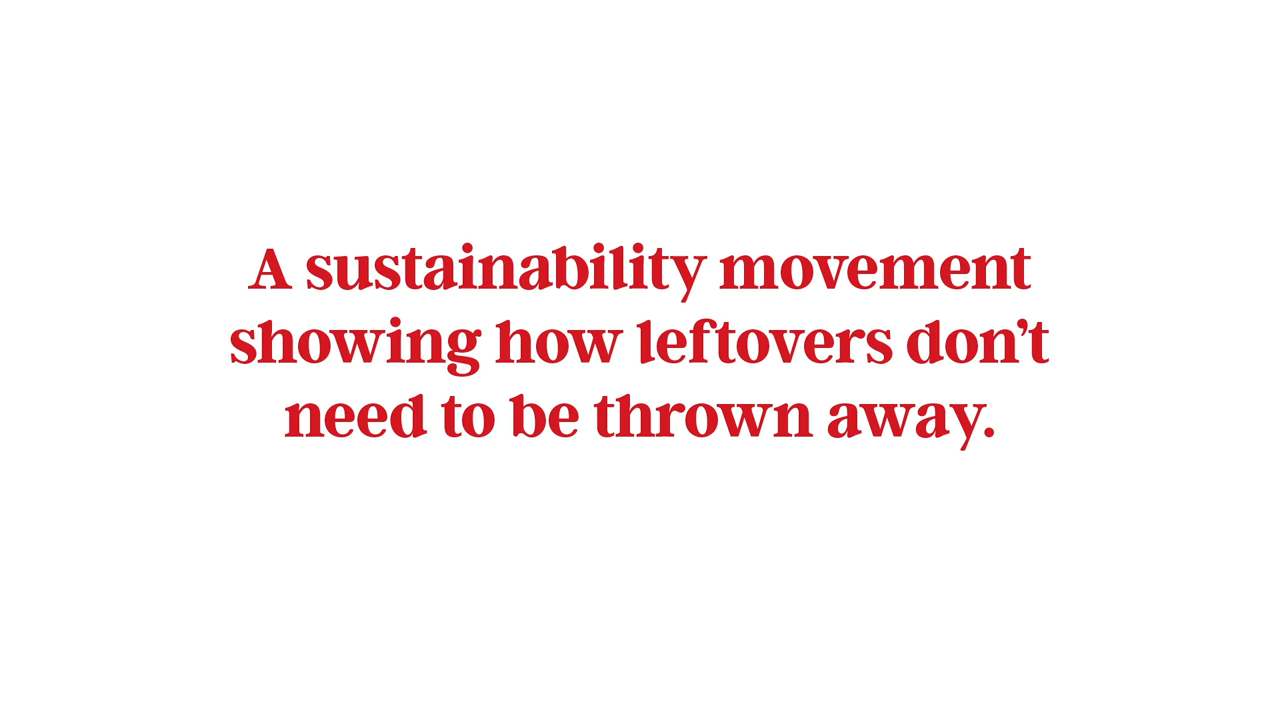 A sustainability movement
showing how leftovers don’t
need to be thrown away.